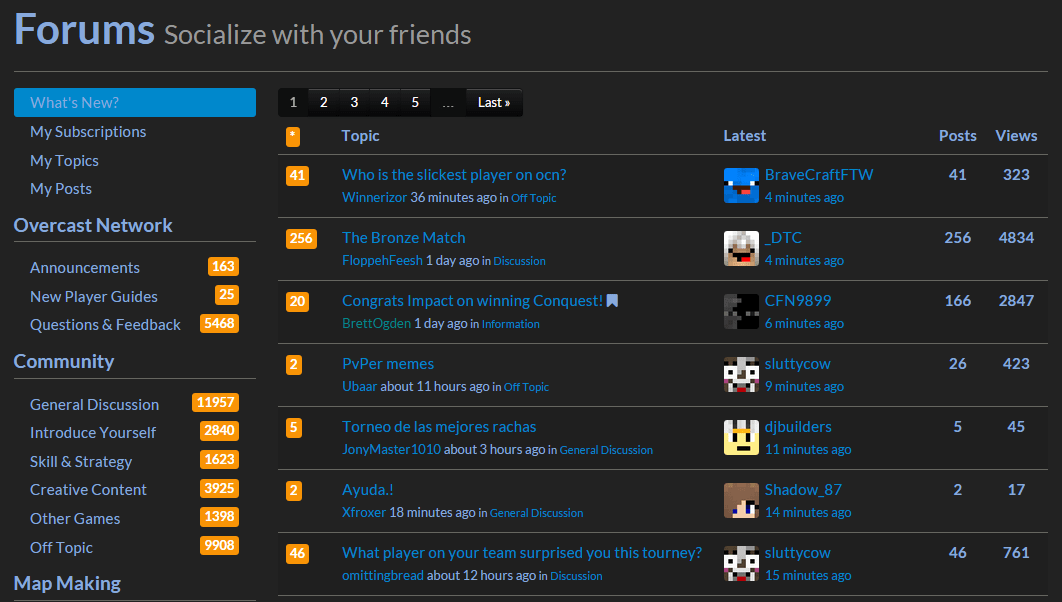 Forums Socialize with your friends
What's New?
My Subscriptions
My Topics
My Posts
Overcast Network
Announcements 163
New Player Guides 25
Questions & Feedback 5468
Community
General Discussion 11957
Introduce Yourself 2840
Skill & Strategy 1623
Creative Content 3925
Other Games 1398
Off Topic 9908
Map Making
1 2 3 4 5 ... Last »
* Topic Latest Posts Views
41 Who is the slickest player on ocn? BraveCraftFTW 41 323
Winnerizor 36 minutes ago in Off Topic 4 minutes ago
256 The Bronze Match _DTC 256 4834
FloppehFeesh 1 day ago in Discussion 4 minutes ago
20 Congrats Impact on winning Conquest! CFN9899 166 2847
BrettOgden 1 day ago in Information 6 minutes ago
2 PvPer memes sluttycow 26 423
Ubaar about 11 hours ago in Off Topic 9 minutes ago
5 Torneo de las mejores rachas djbuilders 5 45
JonyMaster1010 about 3 hours ago in General Discussion 11 minutes ago
2 Ayuda.! Shadow_87 2 17
Xfroxer 18 minutes ago in General Discussion 14 minutes ago
46 What player on your team surprised you this tourney? sluttycow 46 761
omittingbread about 12 hours ago in Discussion 15 minutes ago